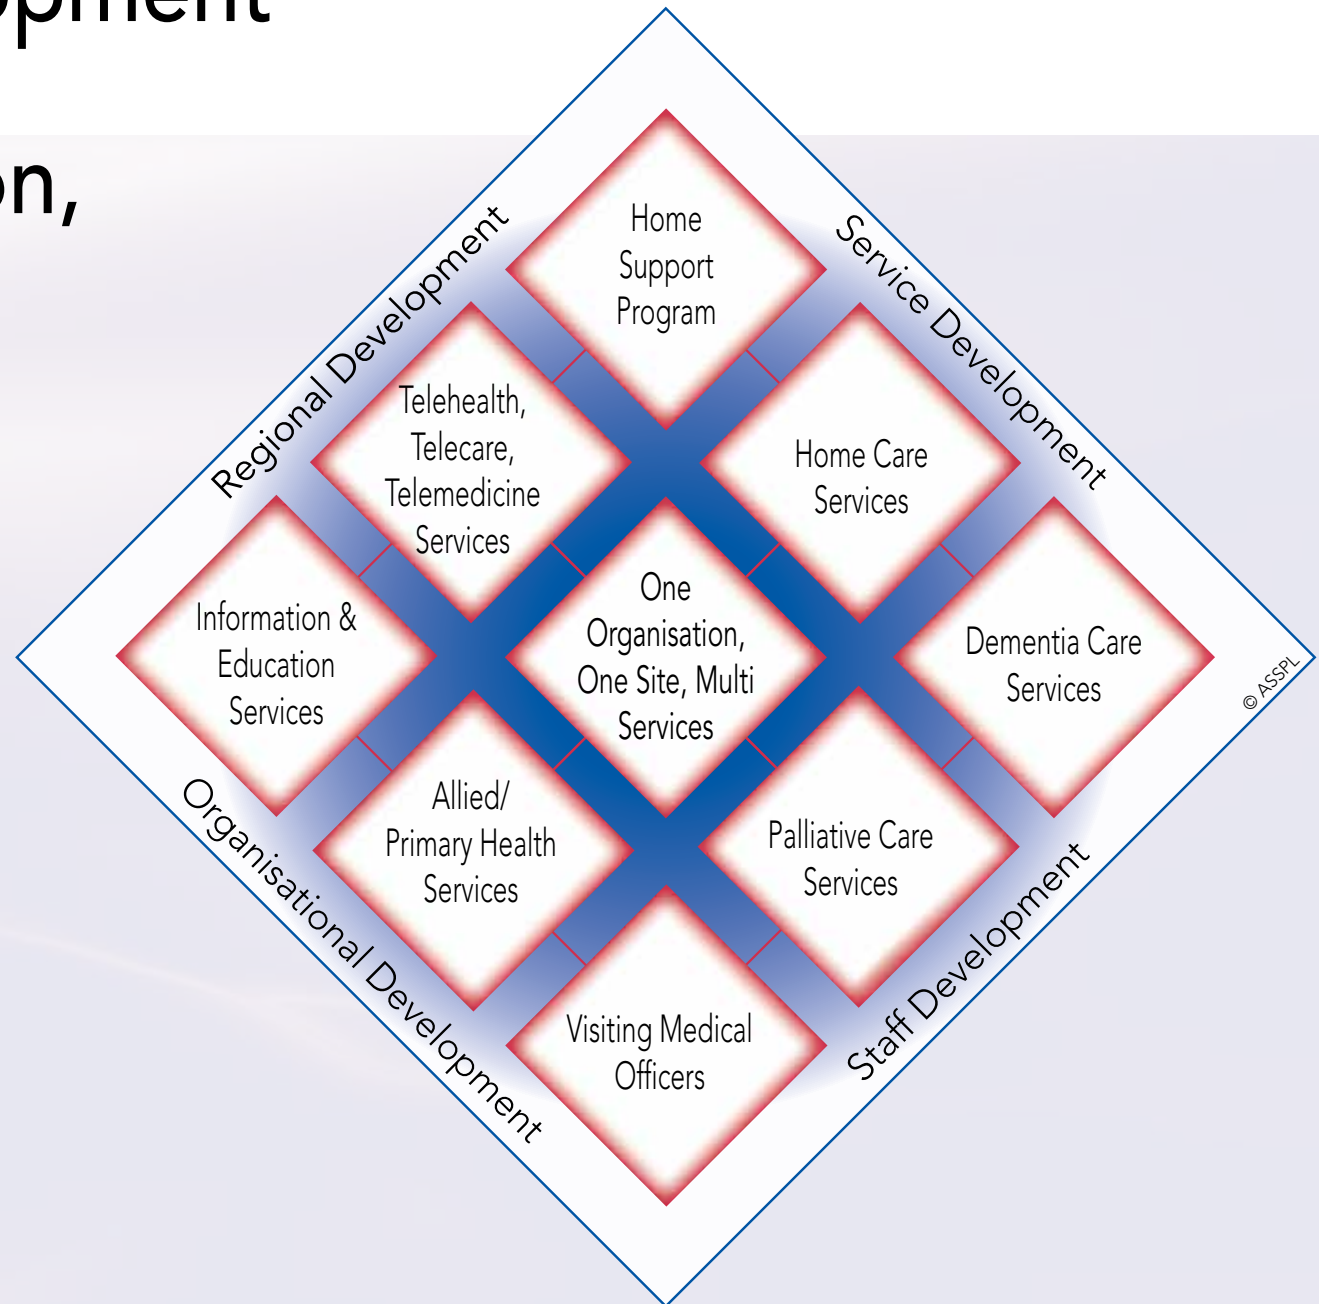 opment
on,
Regional Development
Service Development
Home
Support
Program
Telehealth,
Telecare,
Telemedicine
Services
Home Care
Services
Information &
Education
Services
One
Organisation,
One Site, Multi
Services
Dementia Care
Services
© ASSPL
Allied/
Primary Health
Services
Palliative Care
Services
Visiting Medical
Officers
Organisational Development
Staff Development